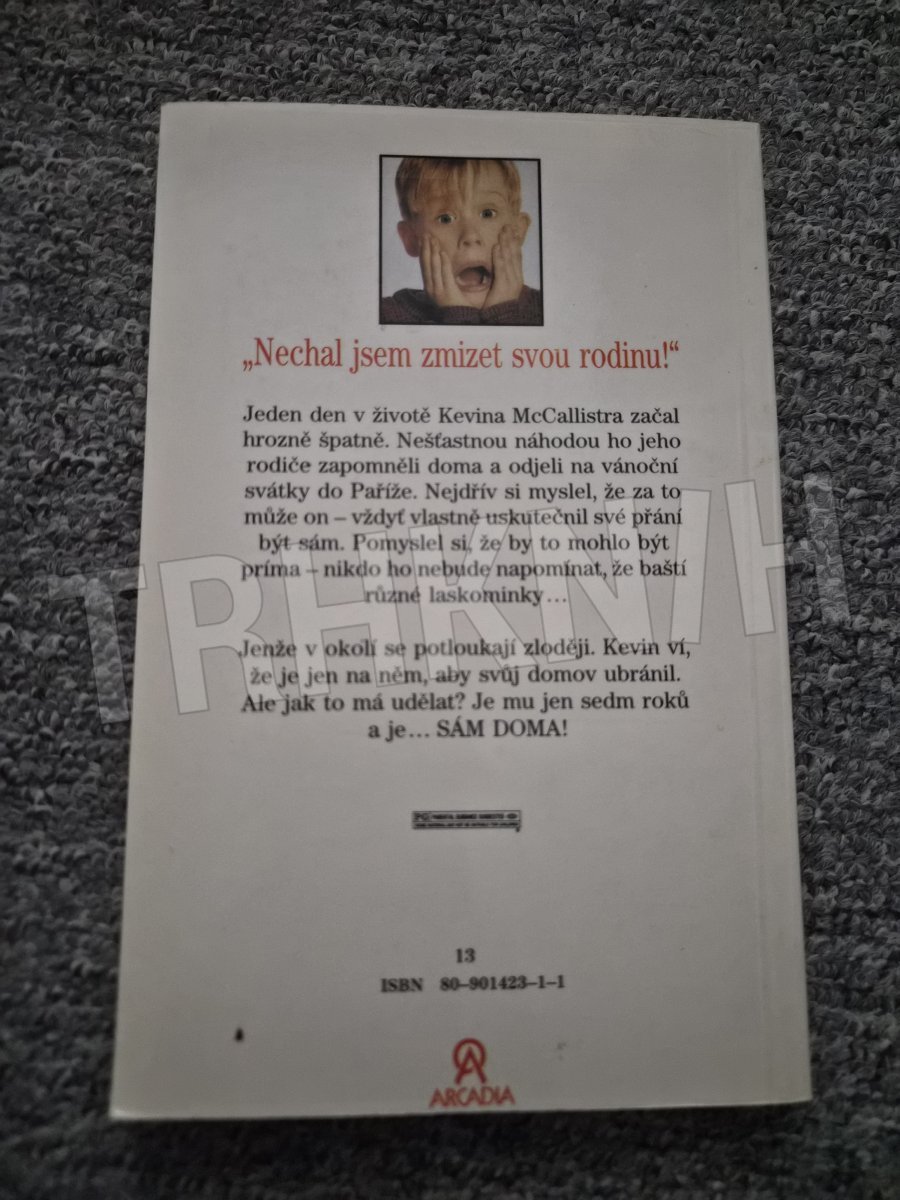 „Nechal jsem zmizet svou rodinu!“
Jeden den v životě Kevina McCallistra začal
hrozně špatně. Nešťastnou náhodou ho jeho
rodiče zapomněli doma a odjeli na vánoční
svátky do Paříže. Nejdřív si myslel, že za to
může on – vždyť vlastně uskutečnil své přání
být sám. Pomyslel si, že by to mohlo být
príma – nikdo ho nebude napomínat, že baští
různé laskominky…
Jenže v okolí se potloukají zloději. Kevin ví,
že je jen na něm, aby svůj domov ubránil.
Ale jak to má udělat? Je mu jen sedm roků
a je… SÁM DOMA!
PG
13
ISBN 80–901423–1–1
ARCADIA
TRHKNIH